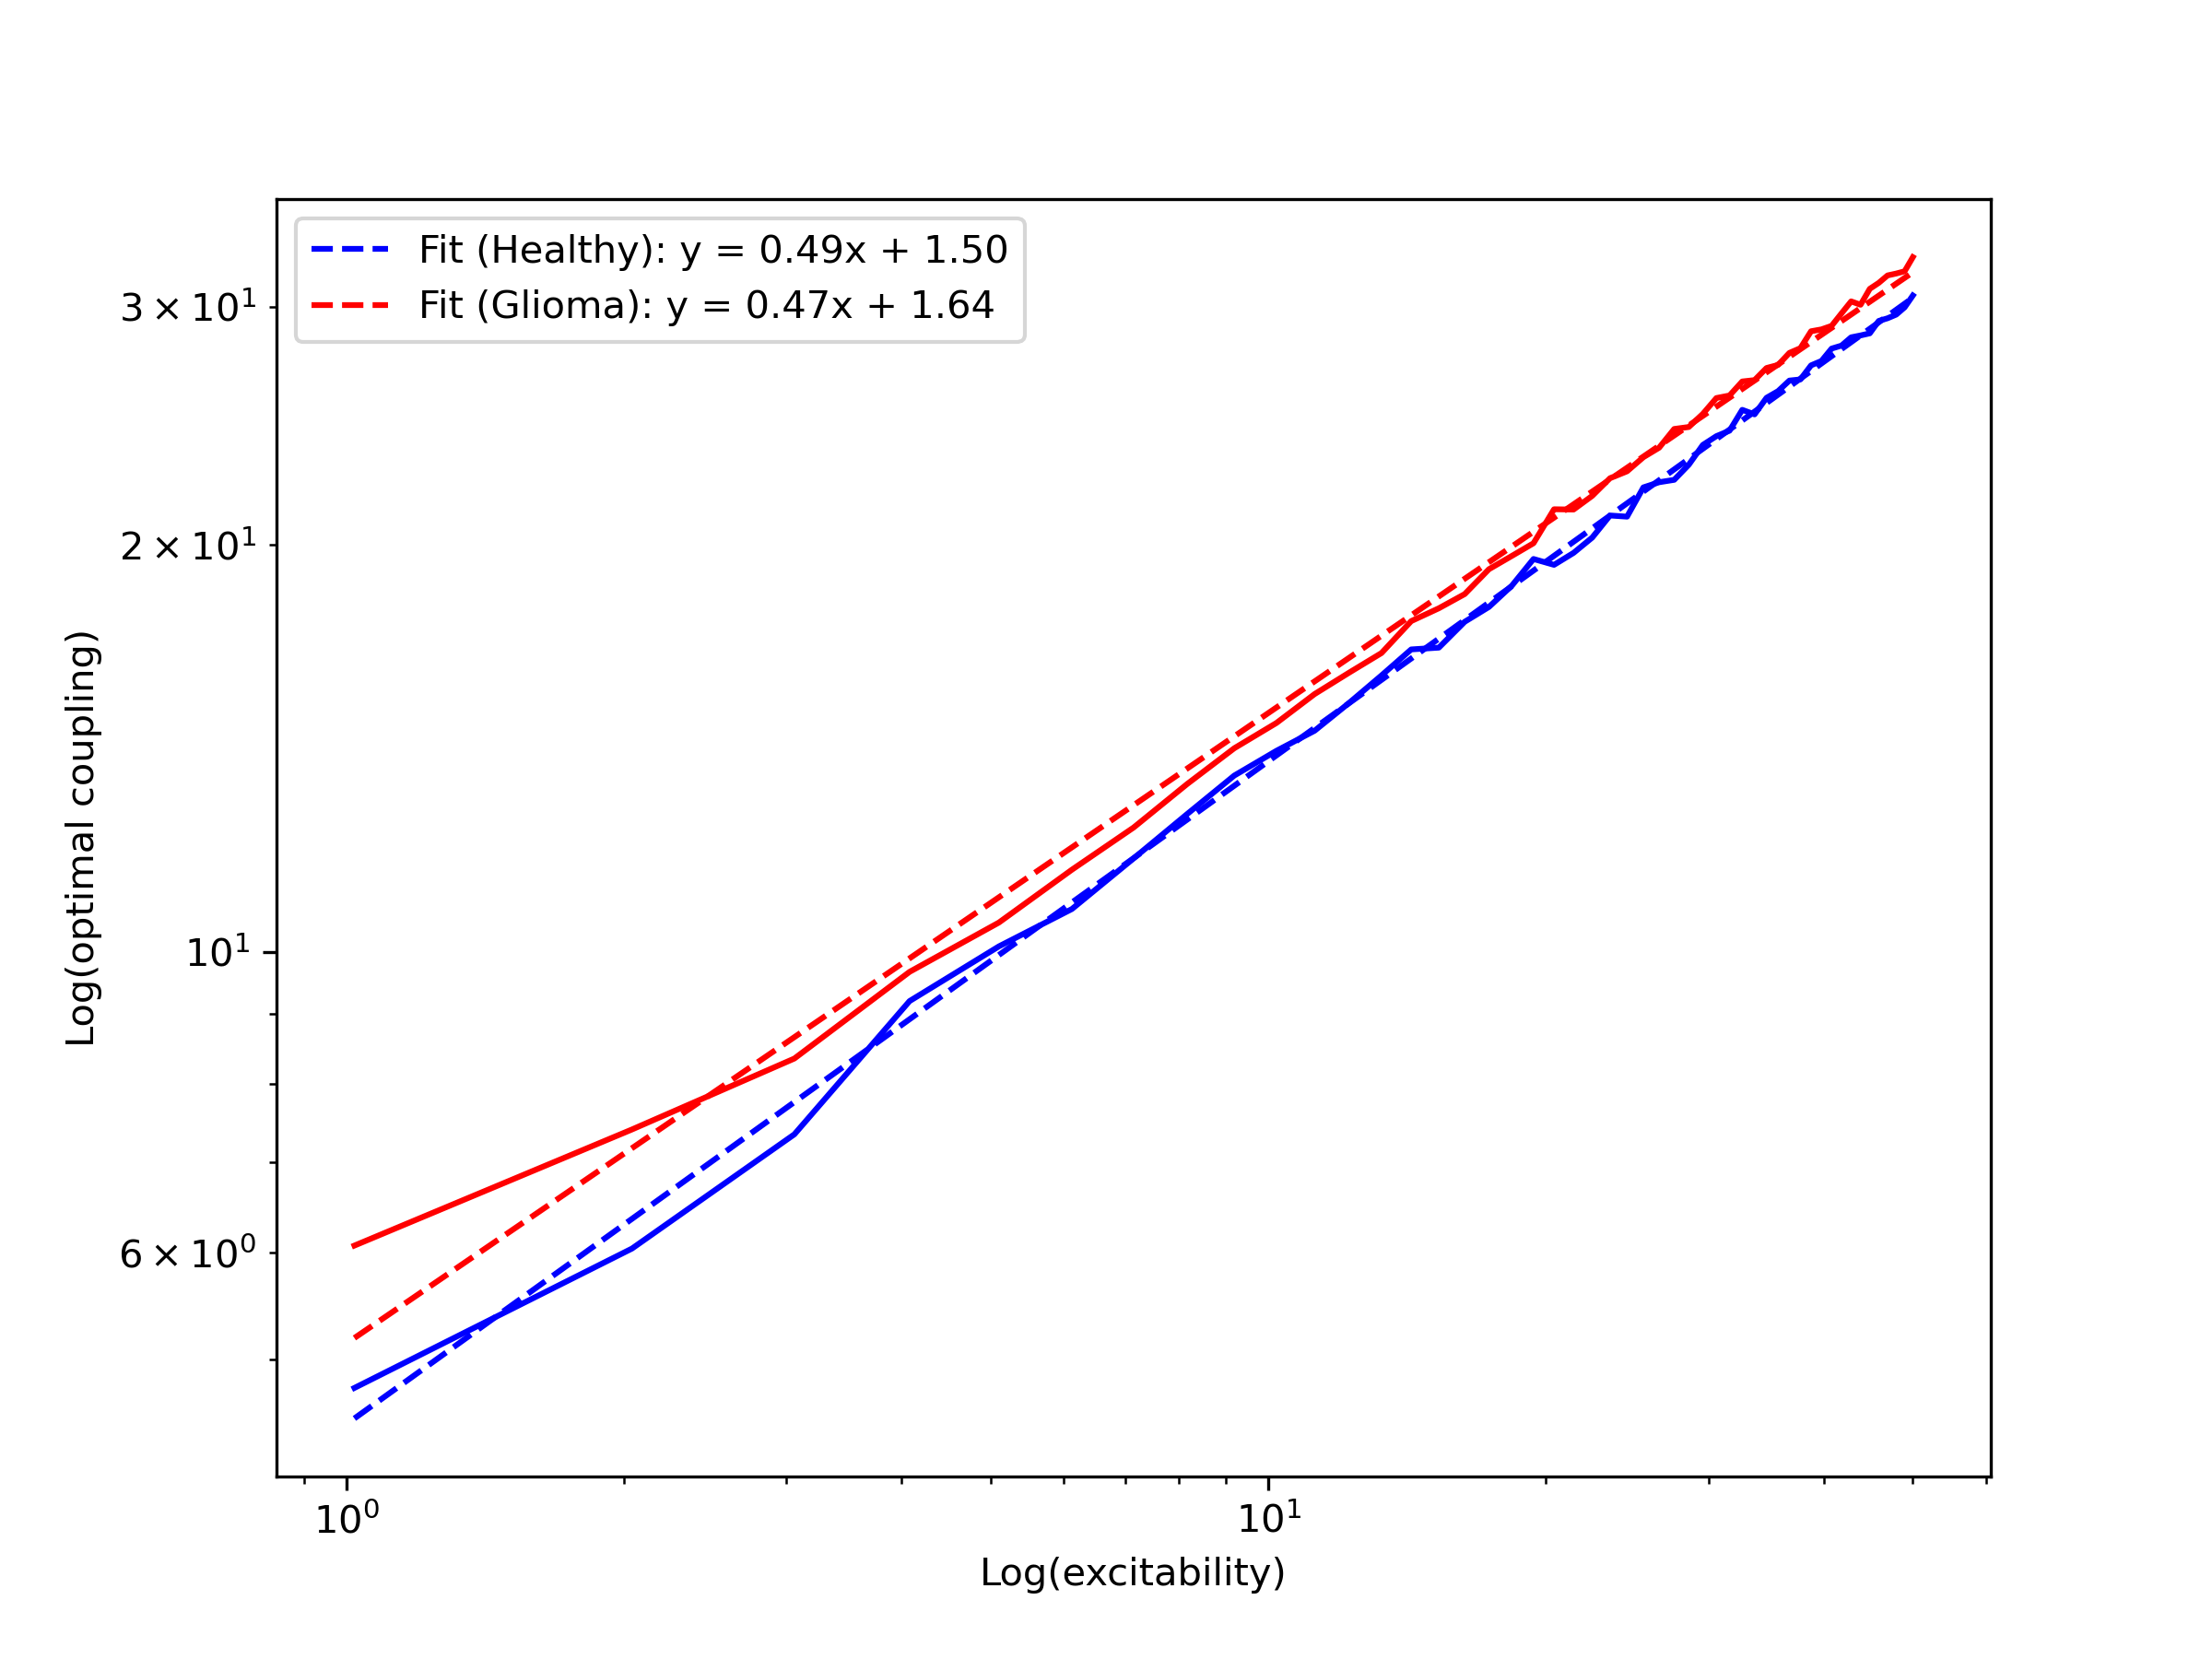 Fit (Healthy): y = 0.49x + 1.50
Fit (Glioma): y = 0.47x + 1.64
3 × 10¹
2 × 10¹
10¹
6 × 10⁰
Log(optimal coupling)
10⁰ 10¹
Log(excitability)